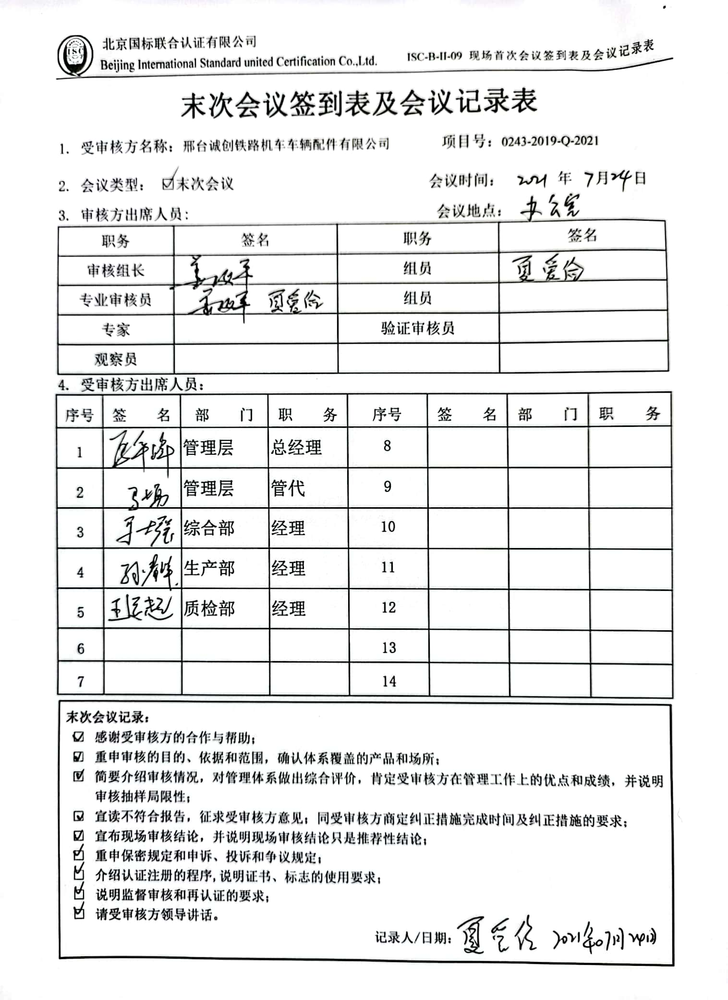 ISC
北京国标联合认证有限公司
Beijing International Standard united Certification Co.,Ltd.
ISC-B-II-09 现场首次会议签到表及会议记录表
末次会议签到表及会议记录表
1. 受审核方名称：邢台诚创铁路机车车辆配件有限公司 项目号：0243-2019-Q-2021
2. 会议类型： ☑末次会议 会议时间： 2021 年 7月24日
3. 审核方出席人员: 会议地点： 办公室
职务 签名 职务 签名
审核组长 组员 夏爱俭
专业审核员 夏爱俭 组员
专家 验证审核员
观察员
4. 受审核方出席人员：
序号 签 名 部 门 职 务 序号 签 名 部 门 职 务
1 管理层 总经理 8
2 管理层 管代 9
3 综合部 经理 10
4 生产部 经理 11
5 王运超 质检部 经理 12
6 13
7 14
末次会议记录：
☑ 感谢受审核方的合作与帮助；
☑ 重申审核的目的、依据和范围，确认体系覆盖的产品和场所；
☑ 简要介绍审核情况，对管理体系做出综合评价，肯定受审核方在管理工作上的优点和成绩，并说明
审核抽样局限性；
☑ 宣读不符合报告，征求受审核方意见；同受审核方商定纠正措施完成时间及纠正措施的要求；
☑ 宣布现场审核结论，并说明现场审核结论只是推荐性结论；
☑ 重申保密规定和申诉、投诉和争议规定；
☑ 介绍认证注册的程序,说明证书、标志的使用要求；
☑ 说明监督审核和再认证的要求；
☑ 请受审核方领导讲话。
记录人/日期：夏爱俭 2021年07月24日